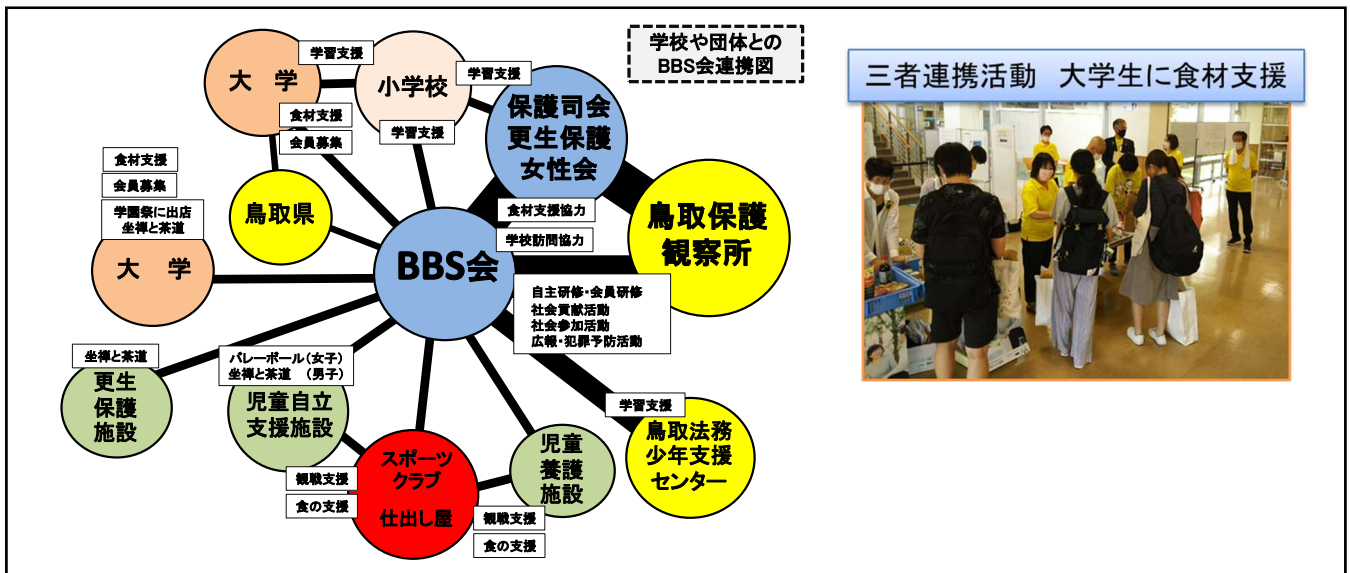 学校や団体との
BBS会連携図
三者連携活動　大学生に食材支援
大　学
学習支援
小学校
学習支援
保護司会
更生保護
女性会
食材支援
会員募集
学習支援
食材支援
会員募集
学園祭に出店
坐禅と茶道
鳥取県
大　学
BBS会
食材支援協力
学校訪問協力
鳥取保護
観察所
自主研修・会員研修
社会貢献活動
社会参加活動
広報・犯罪予防活動
坐禅と茶道
更生
保護
施設
バレーボール（女子）
坐禅と茶道　（男子）
児童自立
支援施設
観戦支援
食の支援
スポーツ
クラブ
仕出し屋
児童
養護
施設
観戦支援
食の支援
学習支援
鳥取法務
少年支援
センター